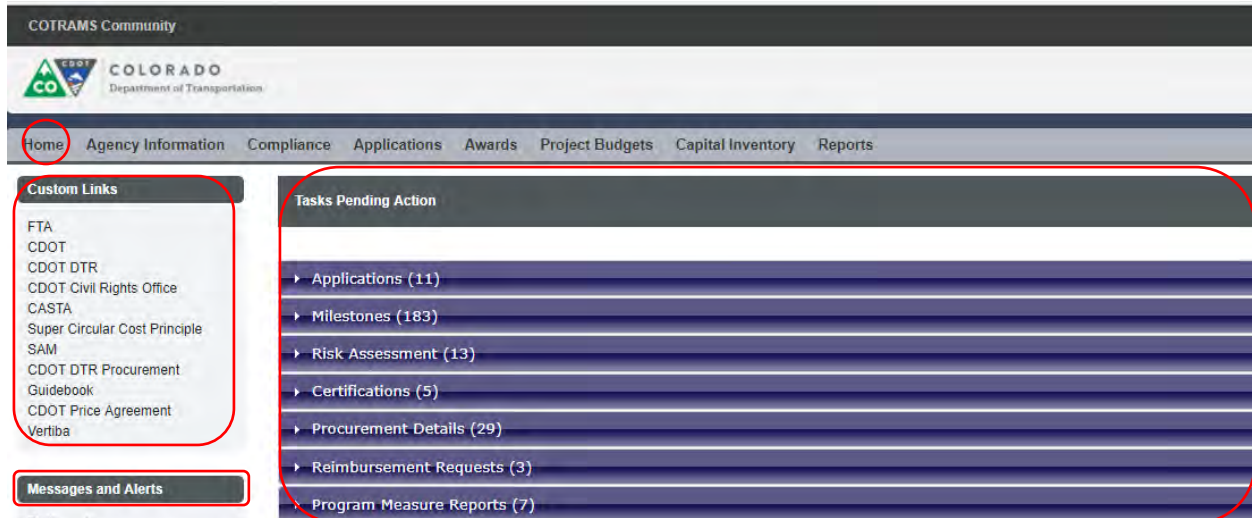 COTRAMS Community
CDOT
CO
COLORADO
Department of Transportation
Home Agency Information Compliance Applications Awards Project Budgets Capital Inventory Reports
Custom Links
FTA
CDOT
CDOT DTR
CDOT Civil Rights Office
CASTA
Super Circular Cost Principle
SAM
CDOT DTR Procurement
Guidebook
CDOT Price Agreement
Vertiba
Messages and Alerts
Tasks Pending Action
Applications (11)
Milestones (183)
Risk Assessment (13)
Certifications (5)
Procurement Details (29)
Reimbursement Requests (3)
Program Measure Reports (7)